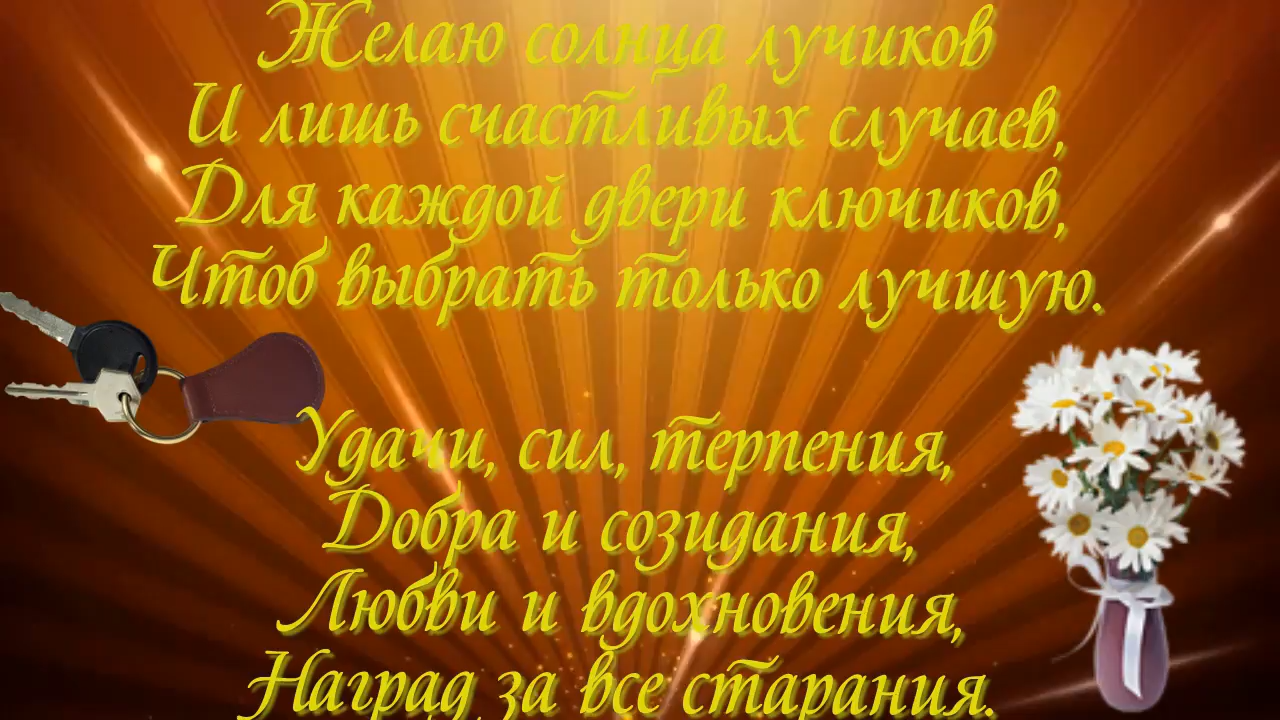 Желаю солнца лучиков
И лишь счастливых случаев,
Для каждой двери ключиков,
Чтоб выбрать только лучшую.
Удачи, сил, терпения,
Добра и созидания,
Любви и вдохновения,
Наград за все старания.